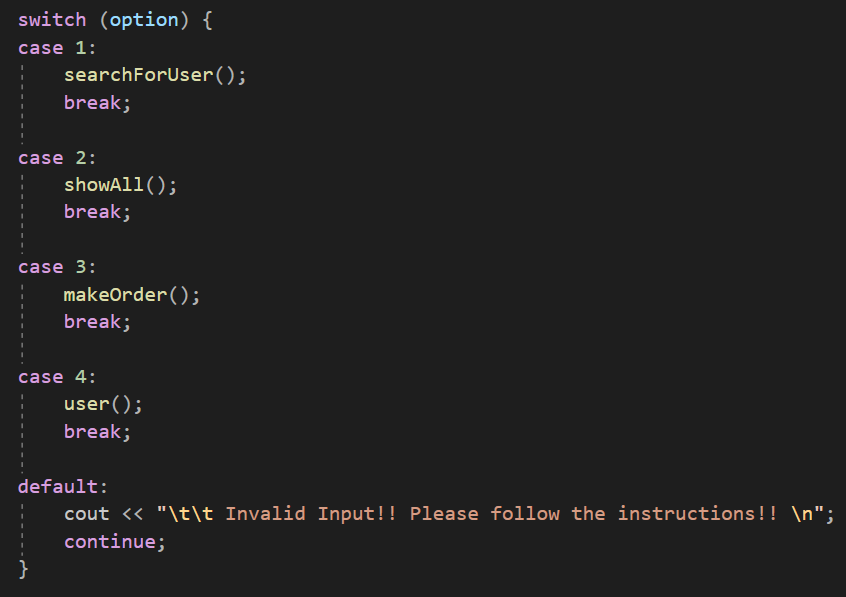 switch (option) {
case 1:
    searchForUser();
    break;

case 2:
    showAll();
    break;

case 3:
    makeOrder();
    break;

case 4:
    user();
    break;

default:
    cout << "\t\t Invalid Input!! Please follow the instructions!! \n";
    continue;
}